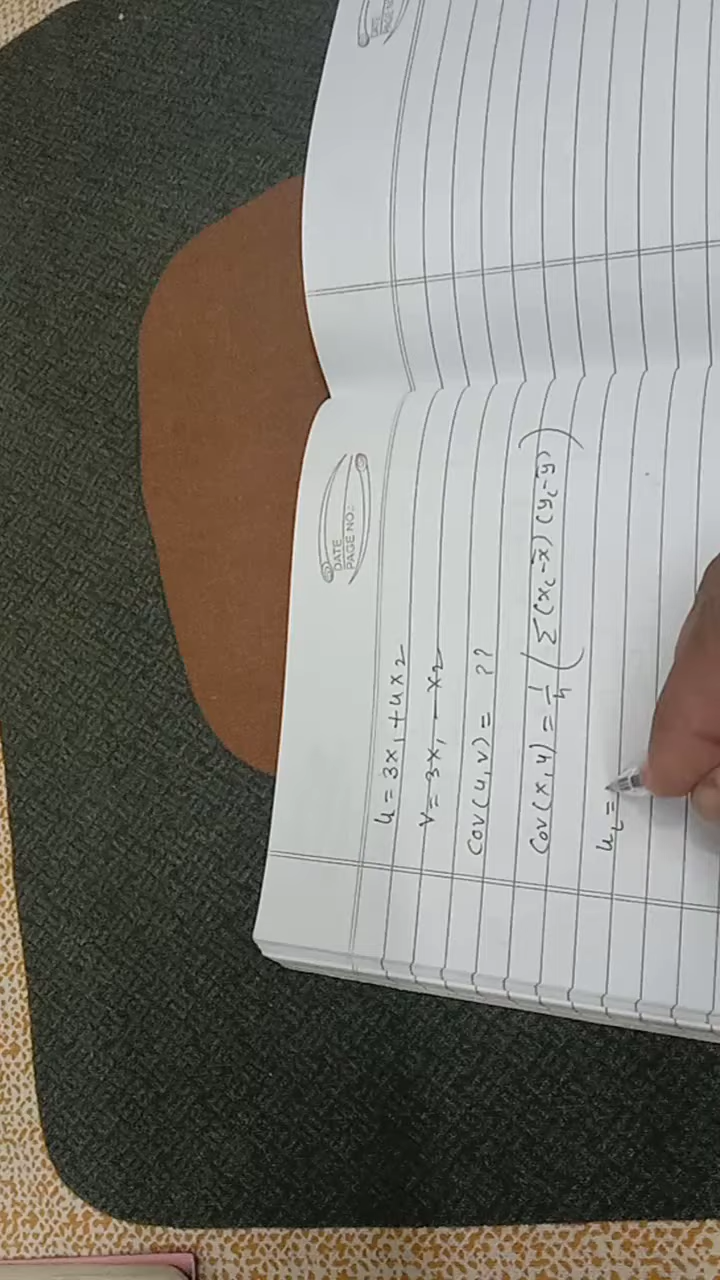 DATE
PAGE NO.:
u = 3x₁ + 4x₂
v = 3x₁ - x₂
Cov(u,v) = ??
Cov(x,y) = 1/n (Σ(xᵢ-x̄)(yᵢ-ȳ))
uᵢ =